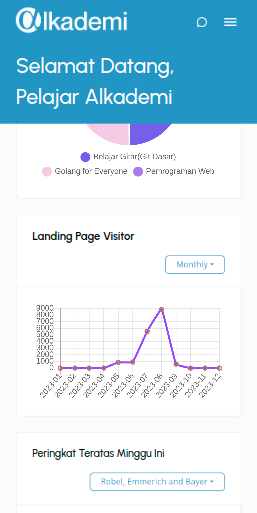 alkademi
Selamat Datang,
Pelajar Alkademi
Belajar Gitar(Git Dasar)
Golang for Everyone Pemrograman Web
Landing Page Visitor
Monthly
9000
8000
7000
6000
5000
4000
3000
2000
1000
0
2023-01 2023-02 2023-03 2023-04 2023-05 2023-06 2023-07 2023-08 2023-09 2023-10 2023-11 2023-12
Pelajar Teratas Minggu Ini
Robel, Emmerich and Bayer